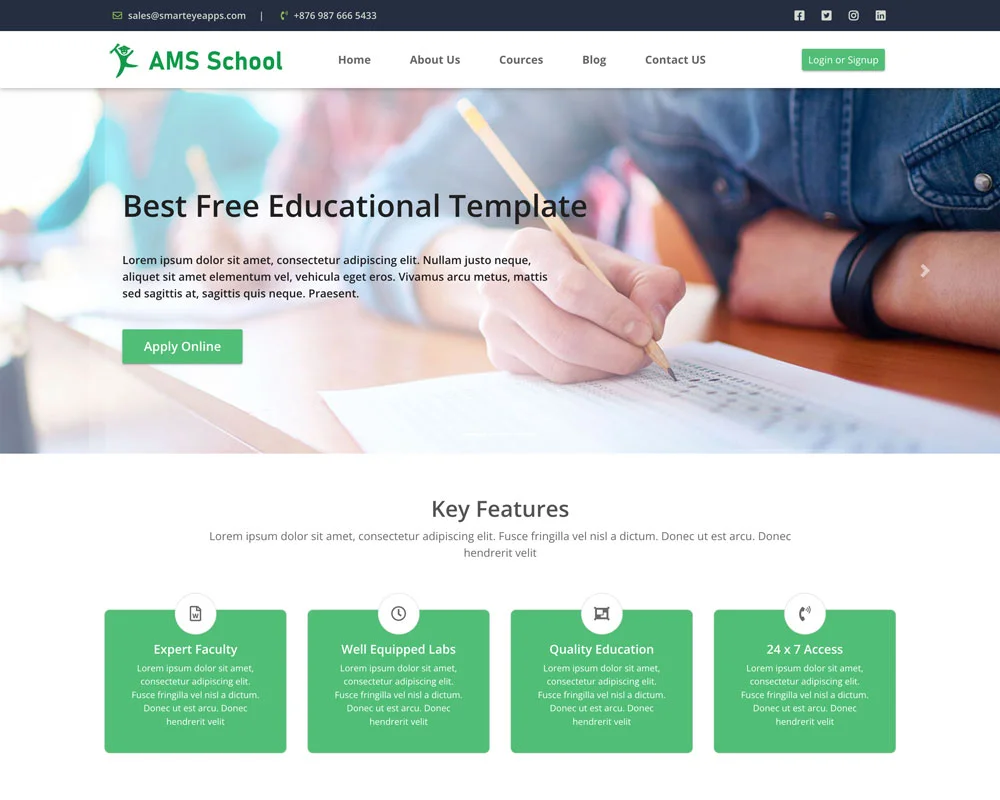 sales@smarteyeapps.com | +876 987 666 5433
AMS School
Home About Us Cources Blog Contact US
Login or Signup
Best Free Educational Template
Lorem ipsum dolor sit amet, consectetur adipiscing elit. Nullam justo neque,
aliquet sit amet elementum vel, vehicula eget eros. Vivamus arcu metus, mattis
sed sagittis at, sagittis quis neque. Praesent.
Apply Online
Key Features
Lorem ipsum dolor sit amet, consectetur adipiscing elit. Fusce fringilla vel nisl a dictum. Donec ut est arcu. Donec
hendrerit velit
Expert Faculty
Lorem ipsum dolor sit amet,
consectetur adipiscing elit.
Fusce fringilla vel nisl a dictum.
Donec ut est arcu. Donec
hendrerit velit
Well Equipped Labs
Lorem ipsum dolor sit amet,
consectetur adipiscing elit.
Fusce fringilla vel nisl a dictum.
Donec ut est arcu. Donec
hendrerit velit
Quality Education
Lorem ipsum dolor sit amet,
consectetur adipiscing elit.
Fusce fringilla vel nisl a dictum.
Donec ut est arcu. Donec
hendrerit velit
24 x 7 Access
Lorem ipsum dolor sit amet,
consectetur adipiscing elit.
Fusce fringilla vel nisl a dictum.
Donec ut est arcu. Donec
hendrerit velit